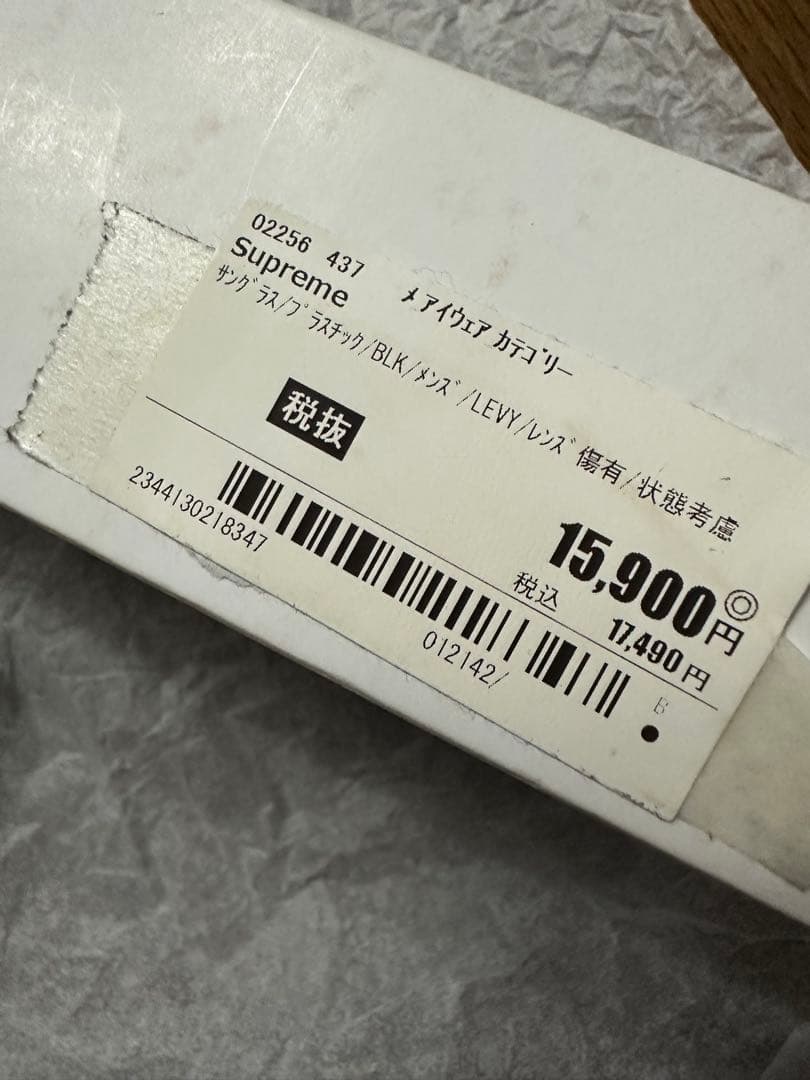 02256 437
Supreme メ アイウェア カテゴリー
サングラス/プラスチック/BLK/メンズ/LEVY/レンズ傷有/状態考慮
税抜
15,900円◎
税込 17,490円
2344130218347
012142/
B